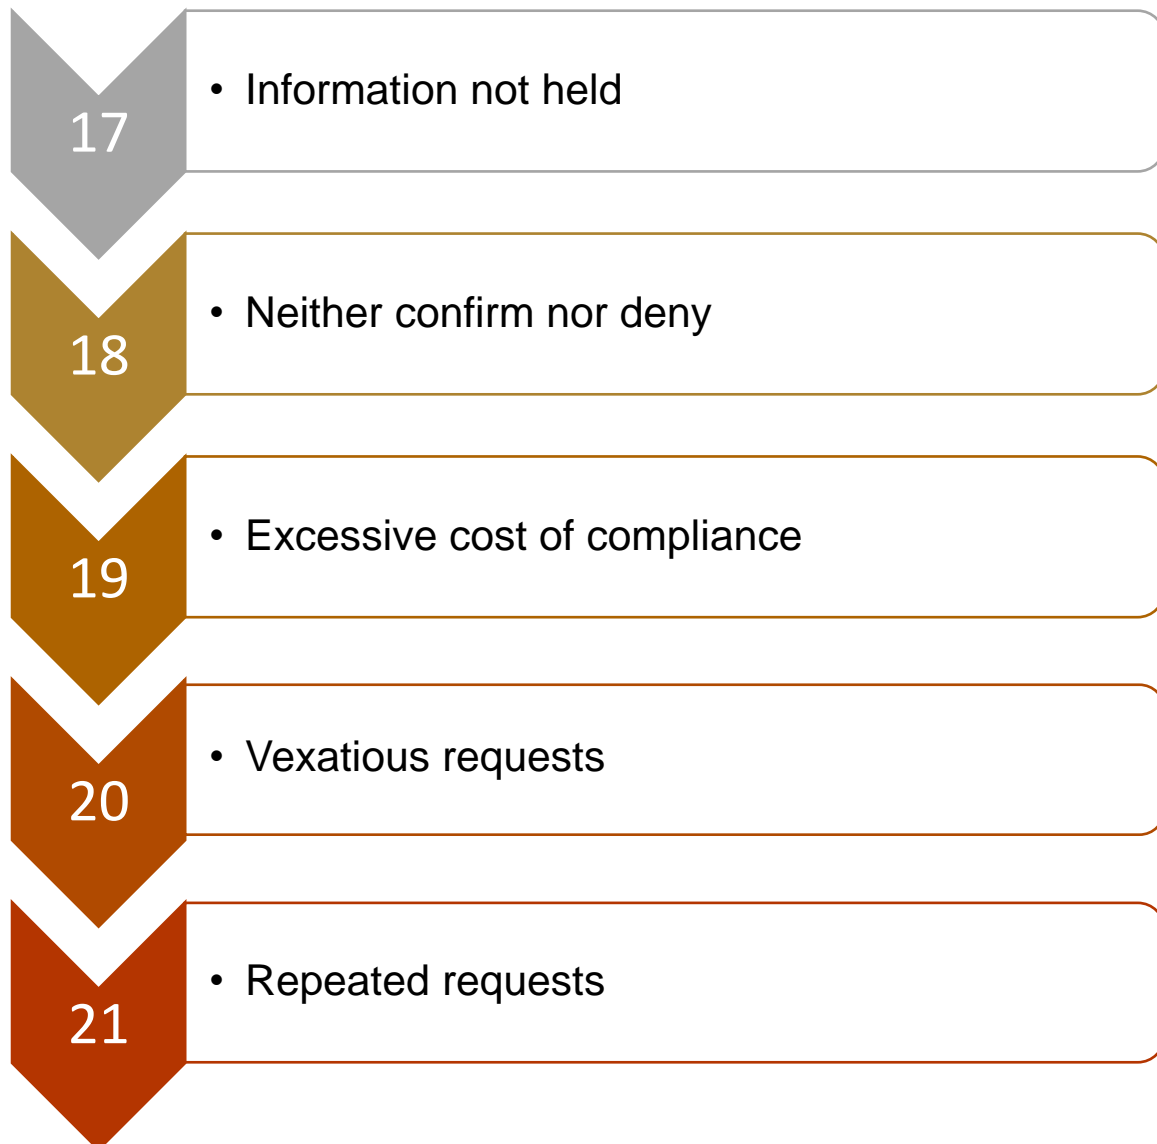 17
• Information not held
18
• Neither confirm nor deny
19
• Excessive cost of compliance
20
• Vexatious requests
21
• Repeated requests